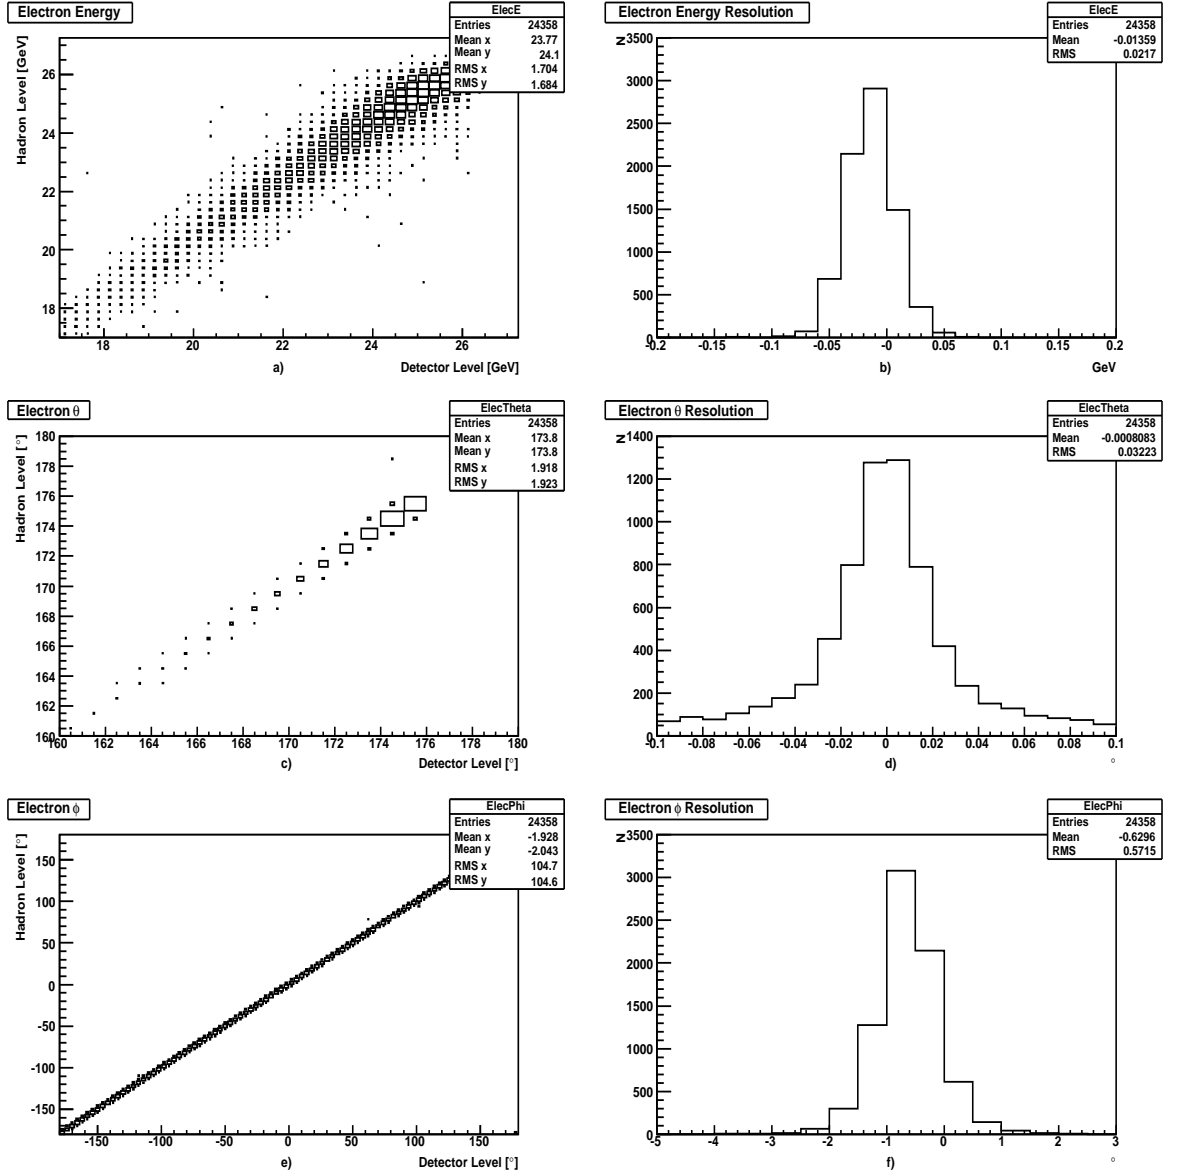 Electron Energy
ElecE
Entries 24358
Mean x 23.77
Mean y 24.1
RMS x 1.704
RMS y 1.684
Hadron Level [GeV]
26
24
22
20
18
18 20 22 24 26
a) Detector Level [GeV]
Electron Energy Resolution
ElecE
Entries 24358
Mean -0.01359
RMS 0.0217
N
3500
3000
2500
2000
1500
1000
500
0
-0.2 -0.15 -0.1 -0.05 -0 0.05 0.1 0.15 0.2
b) GeV
Electron θ
ElecTheta
Entries 24358
Mean x 173.8
Mean y 173.8
RMS x 1.918
RMS y 1.923
Hadron Level [°]
180
178
176
174
172
170
168
166
164
162
160
160 162 164 166 168 170 172 174 176 178 180
c) Detector Level [°]
Electron θ Resolution
ElecTheta
Entries 24358
Mean -0.0008083
RMS 0.03223
N
1400
1200
1000
800
600
400
200
0
-0.1 -0.08 -0.06 -0.04 -0.02 0 0.02 0.04 0.06 0.08 0.1
d) °
Electron ϕ
ElecPhi
Entries 24358
Mean x -1.928
Mean y -2.043
RMS x 104.7
RMS y 104.6
Hadron Level [°]
150
100
50
0
-50
-100
-150
-150 -100 -50 0 50 100 150
e) Detector Level [°]
Electron ϕ Resolution
ElecPhi
Entries 24358
Mean -0.6296
RMS 0.5715
N
3500
3000
2500
2000
1500
1000
500
0
-5 -4 -3 -2 -1 0 1 2 3
f) °